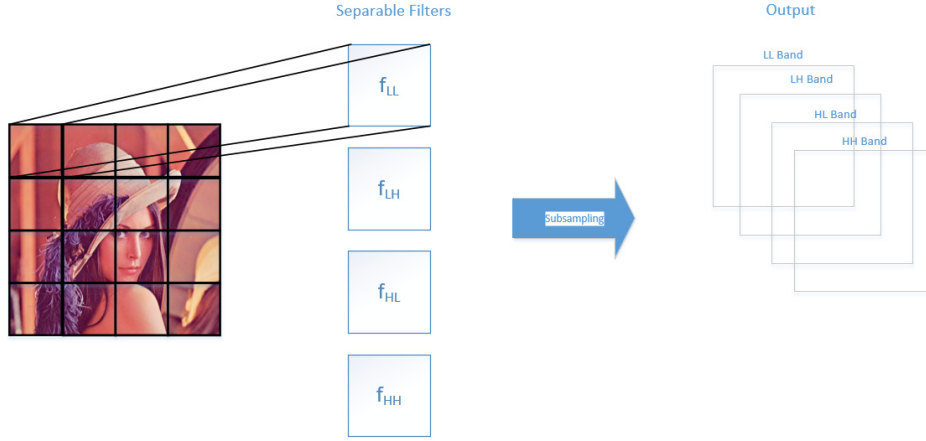 Separable Filters
Output
fLL
fLH
fHL
fHH
Subsampling
LL Band
LH Band
HL Band
HH Band